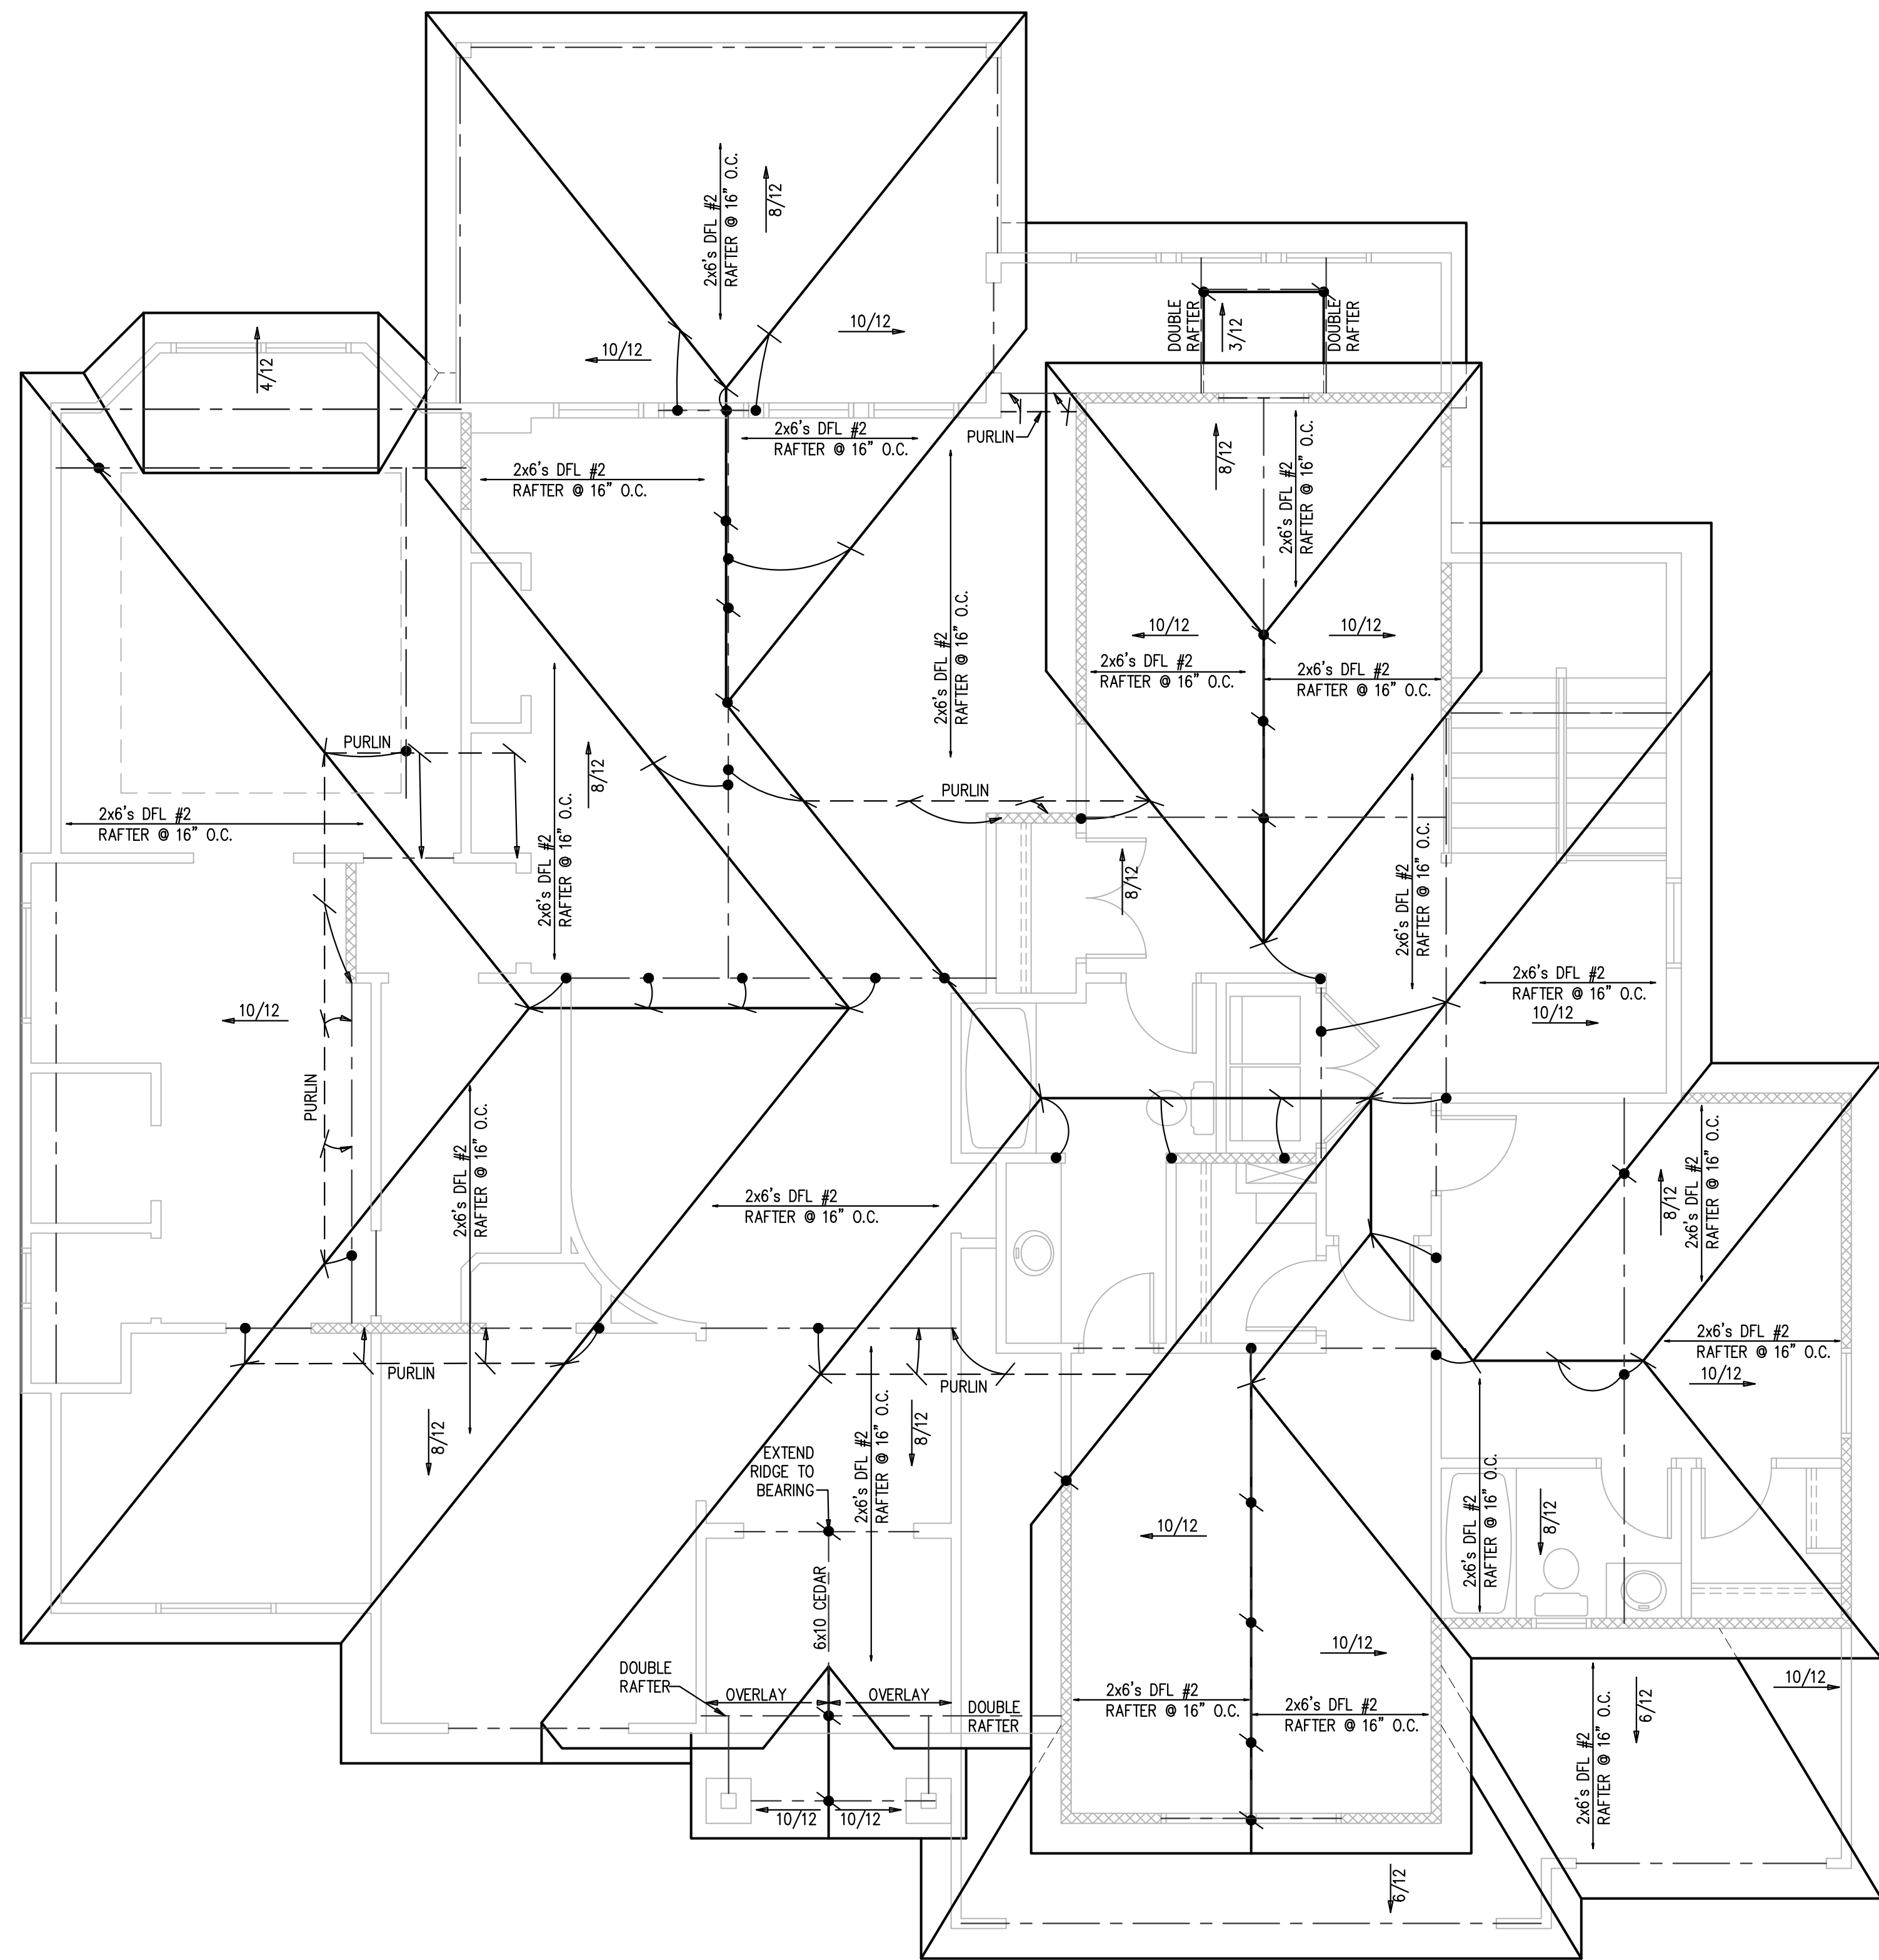 2x6's DFL #2
RAFTER @ 16" O.C.
8/12
10/12
10/12
4/12
DOUBLE
RAFTER
3/12
DOUBLE
RAFTER
2x6's DFL #2
RAFTER @ 16" O.C.
PURLIN
2x6's DFL #2
RAFTER @ 16" O.C.
8/12
2x6's DFL #2
RAFTER @ 16" O.C.
2x6's DFL #2
RAFTER @ 16" O.C.
10/12
10/12
2x6's DFL #2
RAFTER @ 16" O.C.
2x6's DFL #2
RAFTER @ 16" O.C.
PURLIN
8/12
PURLIN
2x6's DFL #2
RAFTER @ 16" O.C.
2x6's DFL #2
RAFTER @ 16" O.C.
8/12
2x6's DFL #2
RAFTER @ 16" O.C.
2x6's DFL #2
RAFTER @ 16" O.C.
10/12
10/12
PURLIN
2x6's DFL #2
RAFTER @ 16" O.C.
2x6's DFL #2
RAFTER @ 16" O.C.
8/12
2x6's DFL #2
RAFTER @ 16" O.C.
2x6's DFL #2
RAFTER @ 16" O.C.
10/12
PURLIN
PURLIN
8/12
EXTEND
RIDGE TO
BEARING
2x6's DFL #2
RAFTER @ 16" O.C.
8/12
10/12
2x6's DFL #2
RAFTER @ 16" O.C.
8/12
6x10 CEDAR
DOUBLE
RAFTER
OVERLAY
OVERLAY
DOUBLE
RAFTER
10/12
2x6's DFL #2
RAFTER @ 16" O.C.
2x6's DFL #2
RAFTER @ 16" O.C.
10/12
2x6's DFL #2
RAFTER @ 16" O.C.
6/12
10/12
10/12
6/12